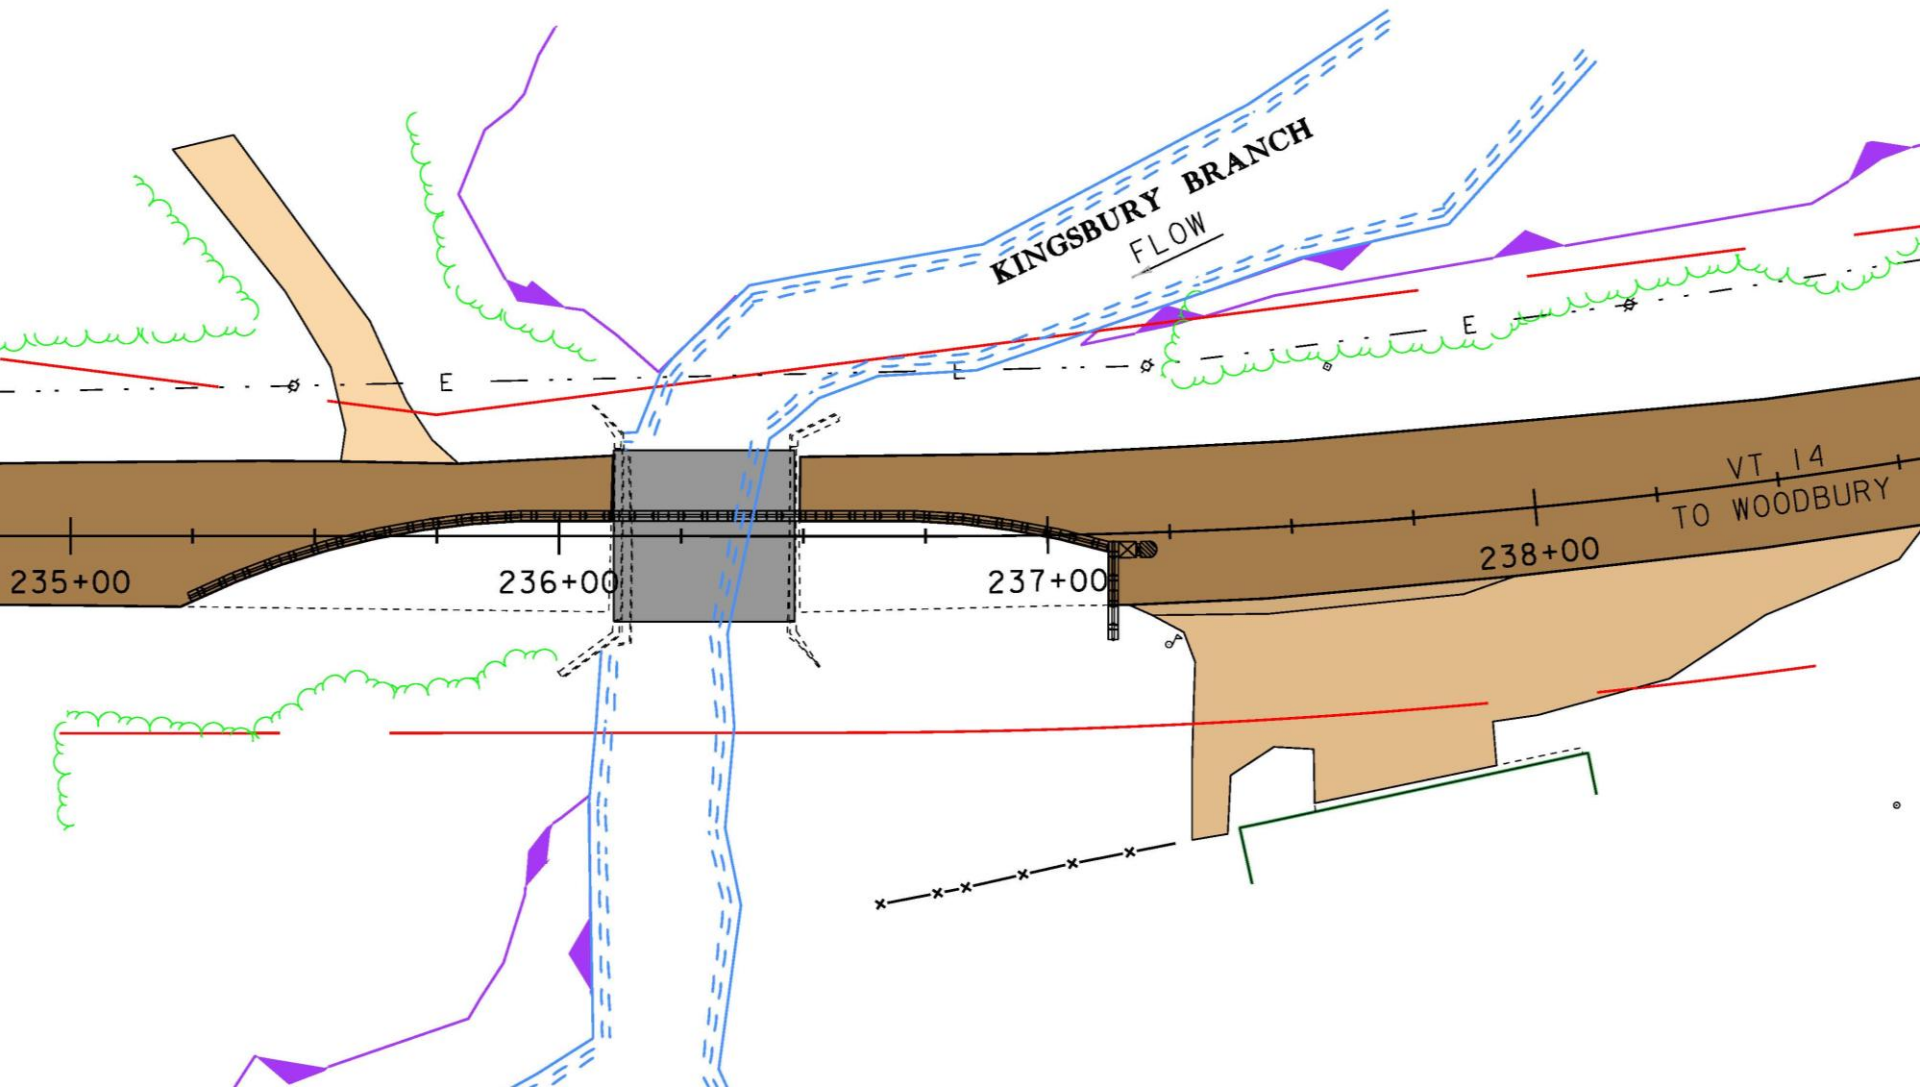 KINGSBURY BRANCH
FLOW
E
E
E
VT 14
TO WOODBURY
235+00
236+00
237+00
238+00